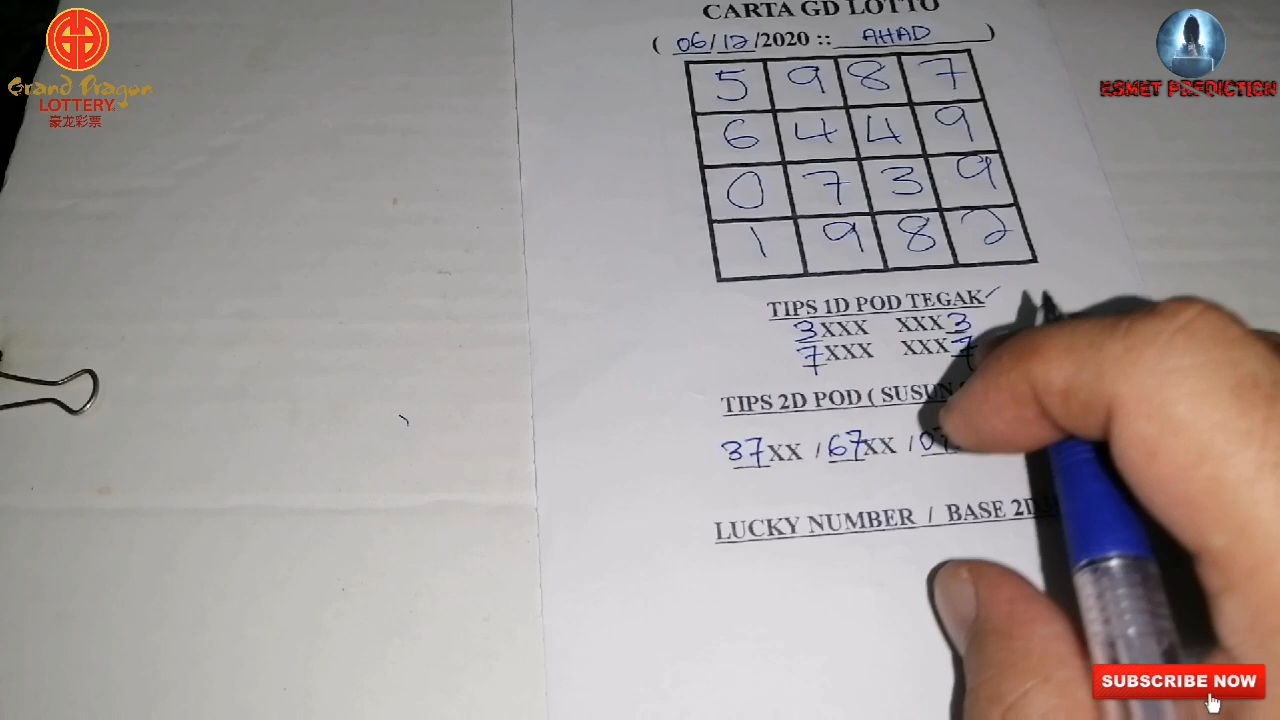 CARTA GD LOTTO
( 06/12/2020 :: AHAD )
5 9 8 7
6 4 4 9
0 7 3 9
1 9 8 2
TIPS 1D POD TEGAK
3XXX XXX3
7XXX XXX7
TIPS 2D POD ( SUSUN
37XX / 67XX / 07
LUCKY NUMBER / BASE 2D
Grand Dragon
LOTTERY
豪龙彩票
ESMET PREDICTION
SUBSCRIBE NOW